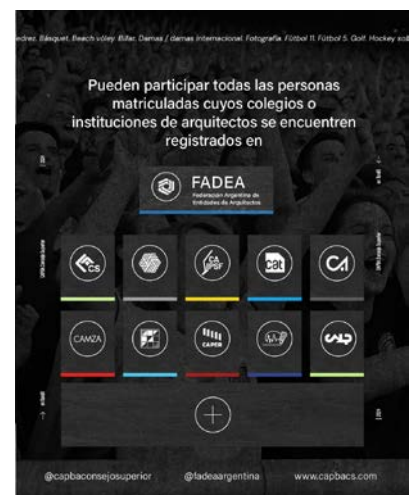 edrez. Básquet. Beach vóley. Billar. Damas / damas internacional. Fotografía. Fútbol 11. Fútbol 5. Golf. Hockey
Pueden participar todas las personas
matriculadas cuyos colegios o
instituciones de arquitectos se encuentren
registrados en
FADEA
Federación Argentina de
Entidades de Arquitectos
CS
CA
SF
cat
CA
CAMZA
CAPER
@capbaconsejosuperior @fadeaargentina www.capbacs.com